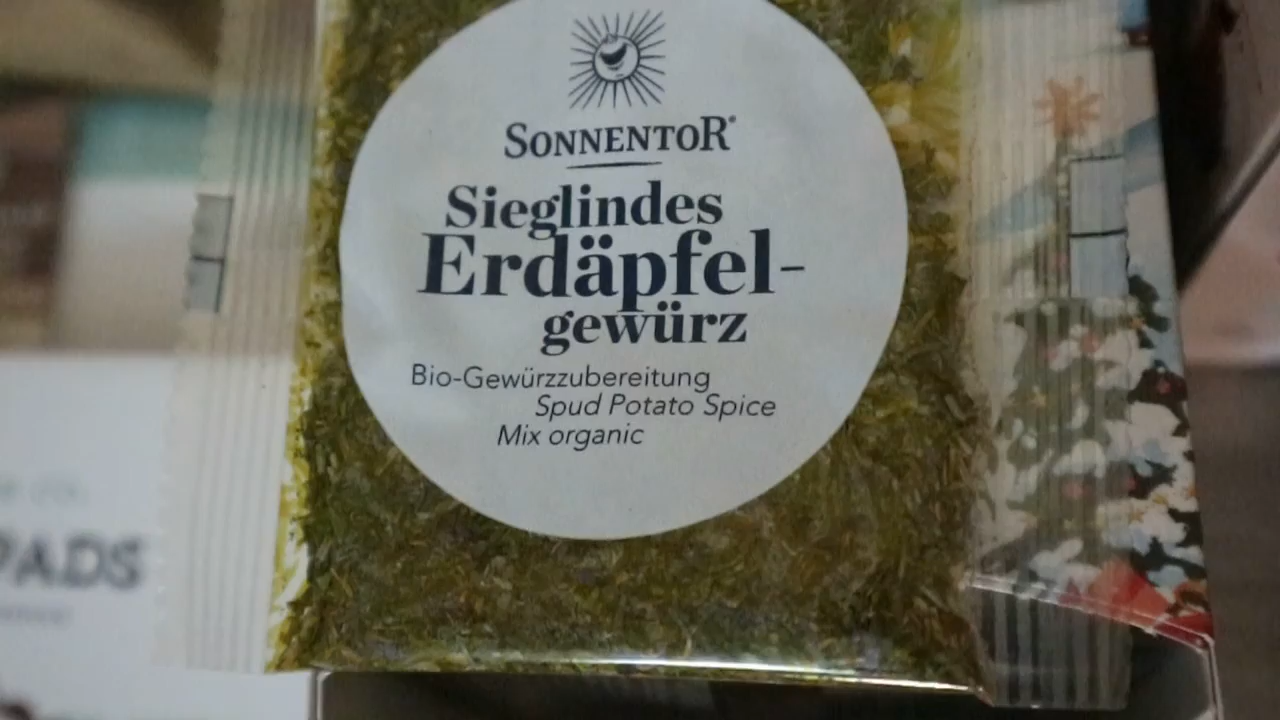 SONNENTOR®
Sieglindes
Erdäpfel-
gewürz
Bio-Gewürzzubereitung
Spud Potato Spice
Mix organic
PADS